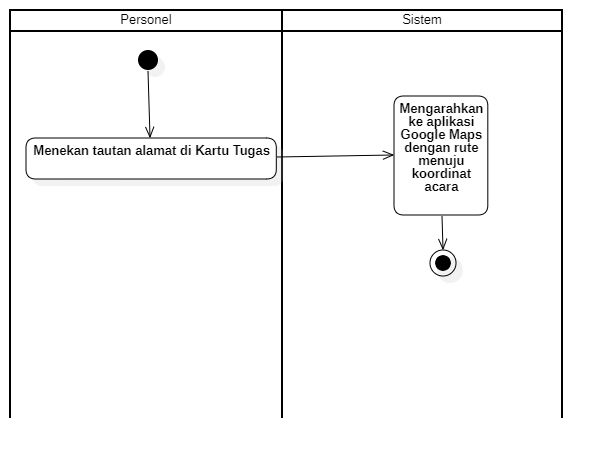 Personel
Sistem
Menekan tautan alamat di Kartu Tugas
Mengarahkan
ke aplikasi
Google Maps
dengan rute
menuju
koordinat
acara